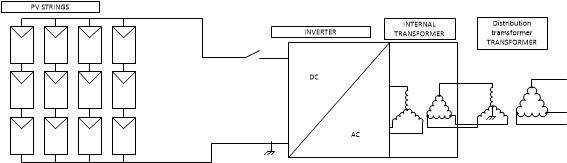 PV STRINGS
INVERTER
INTERNAL
TRANSFORMER
Distribution
transformer
TRANSFORMER
DC
AC